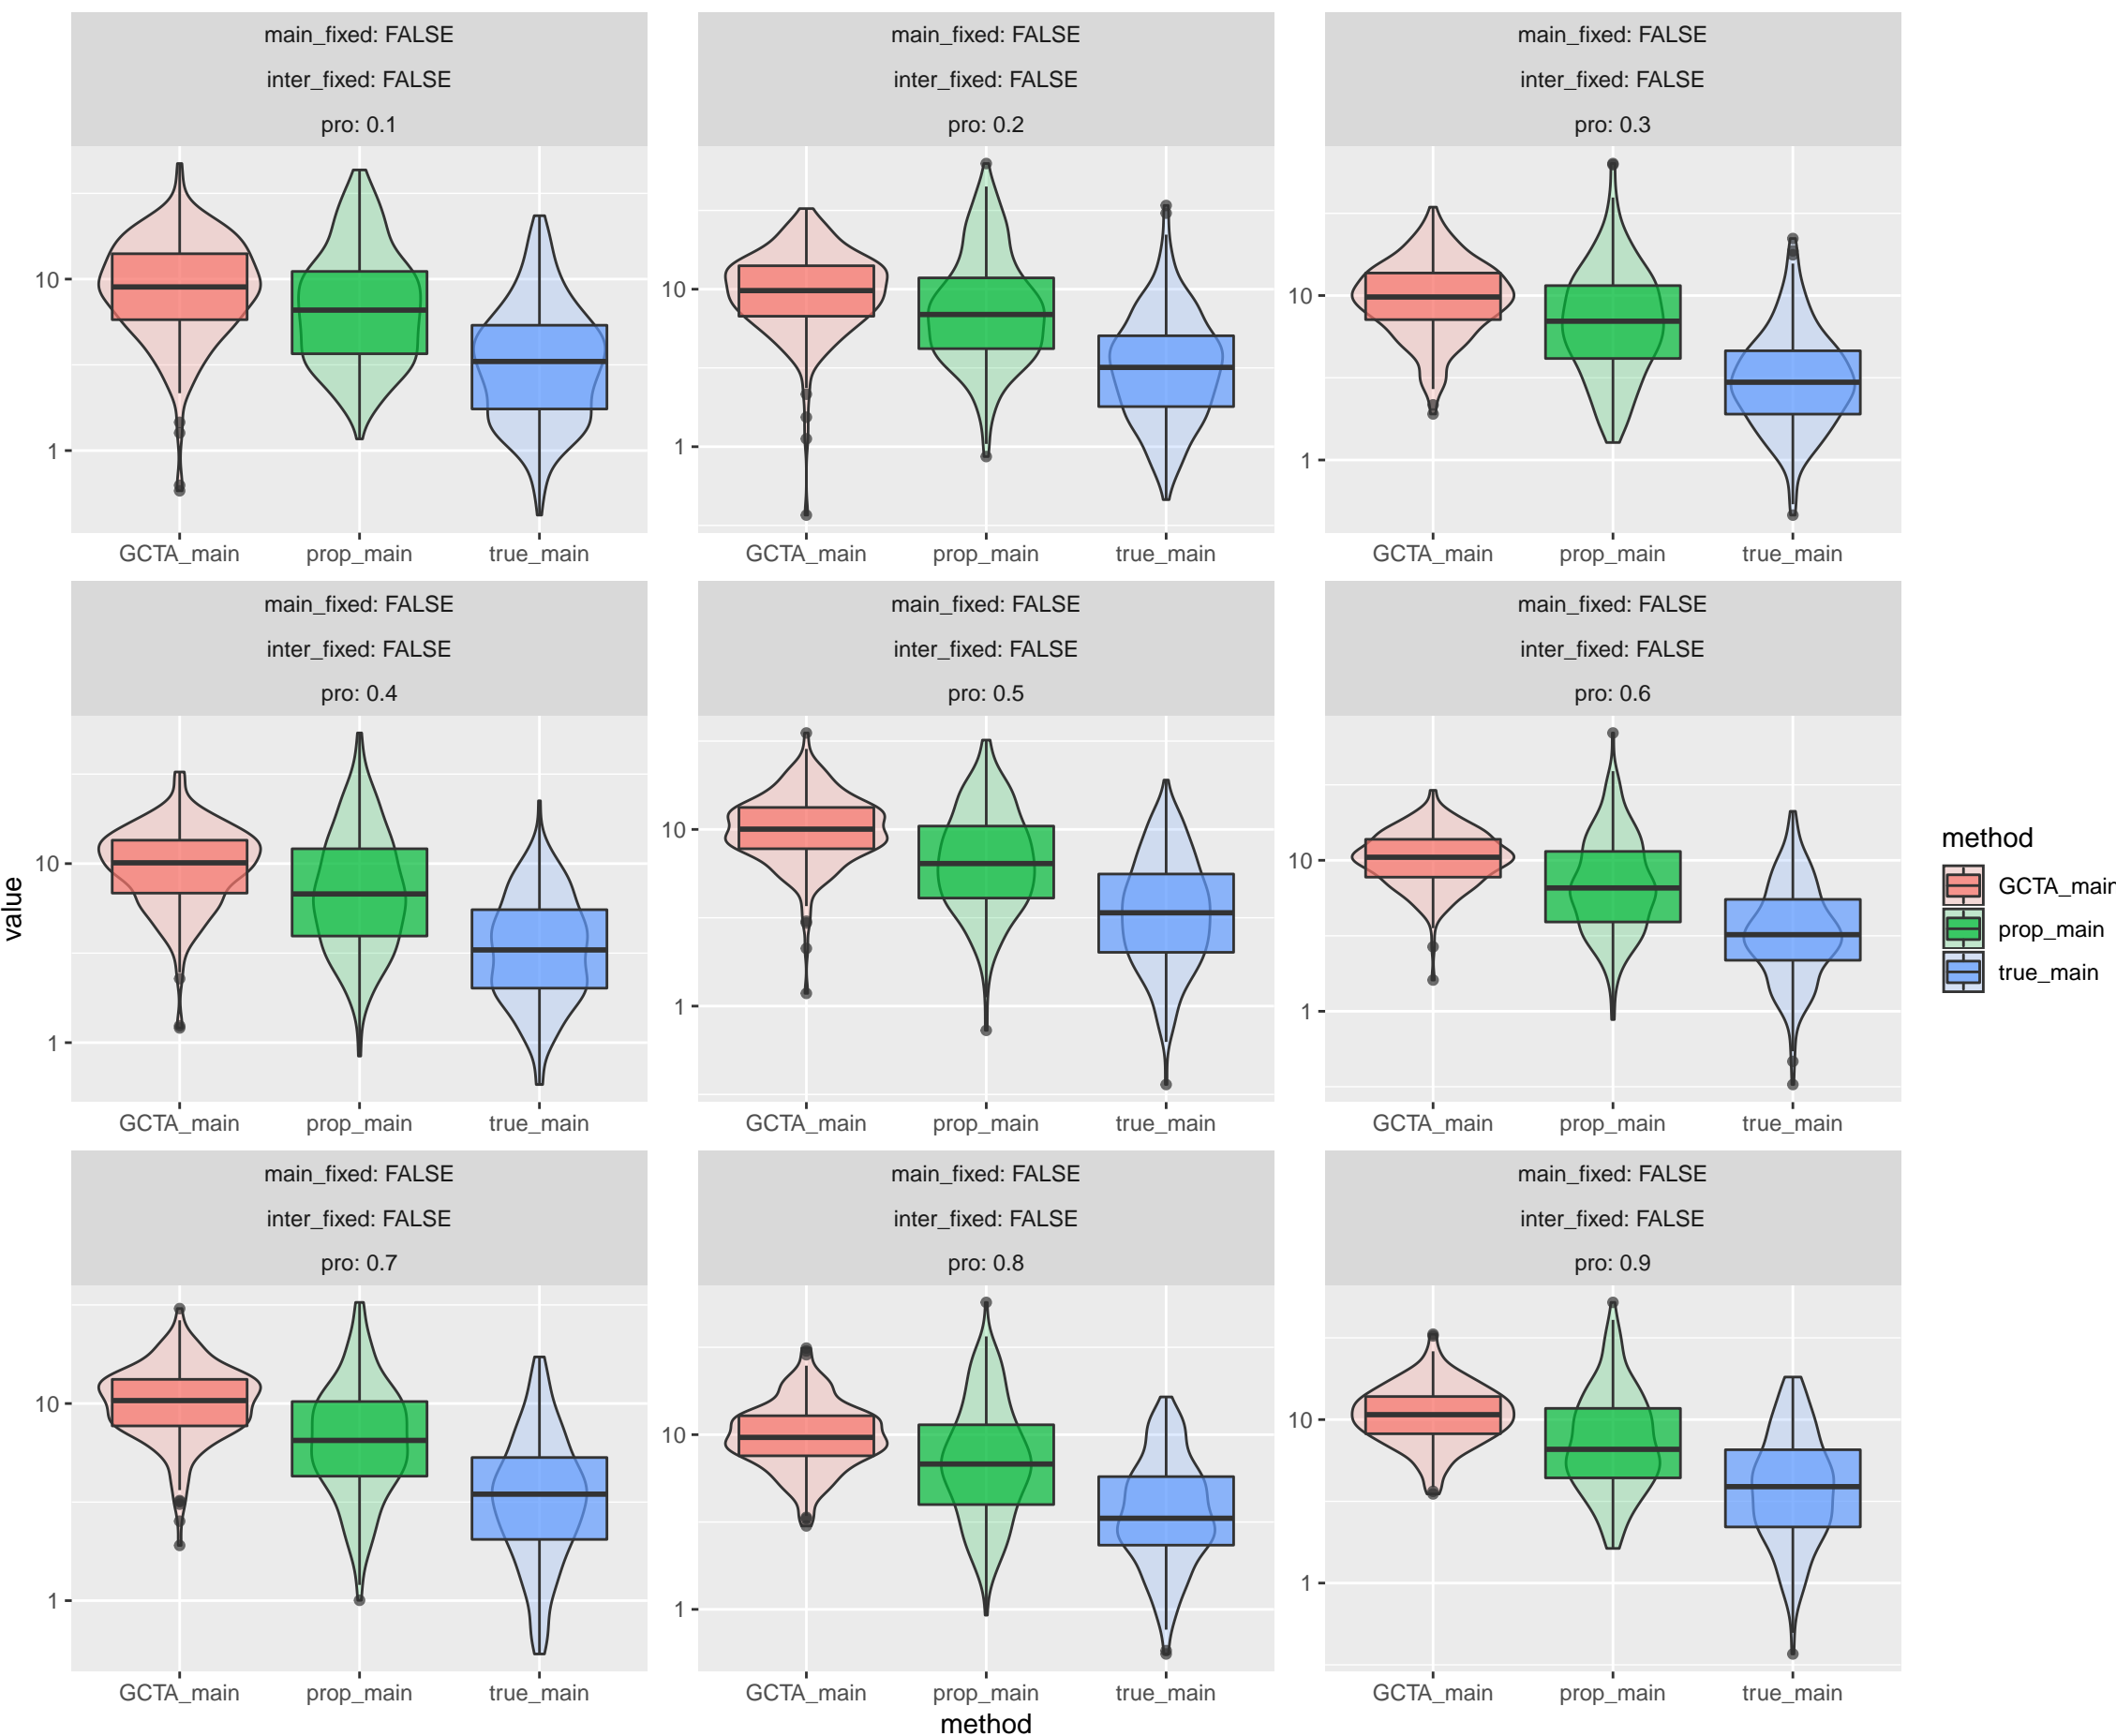 main_fixed: FALSE
inter_fixed: FALSE
pro: 0.1
10
1
GCTA_main prop_main true_main
main_fixed: FALSE
inter_fixed: FALSE
pro: 0.2
10
1
GCTA_main prop_main true_main
main_fixed: FALSE
inter_fixed: FALSE
pro: 0.3
10
1
GCTA_main prop_main true_main
main_fixed: FALSE
inter_fixed: FALSE
pro: 0.4
10
1
GCTA_main prop_main true_main
main_fixed: FALSE
inter_fixed: FALSE
pro: 0.5
10
1
GCTA_main prop_main true_main
main_fixed: FALSE
inter_fixed: FALSE
pro: 0.6
10
1
GCTA_main prop_main true_main
main_fixed: FALSE
inter_fixed: FALSE
pro: 0.7
10
1
GCTA_main prop_main true_main
main_fixed: FALSE
inter_fixed: FALSE
pro: 0.8
10
1
GCTA_main prop_main true_main
main_fixed: FALSE
inter_fixed: FALSE
pro: 0.9
10
1
GCTA_main prop_main true_main
value
method
method
GCTA_main
prop_main
true_main